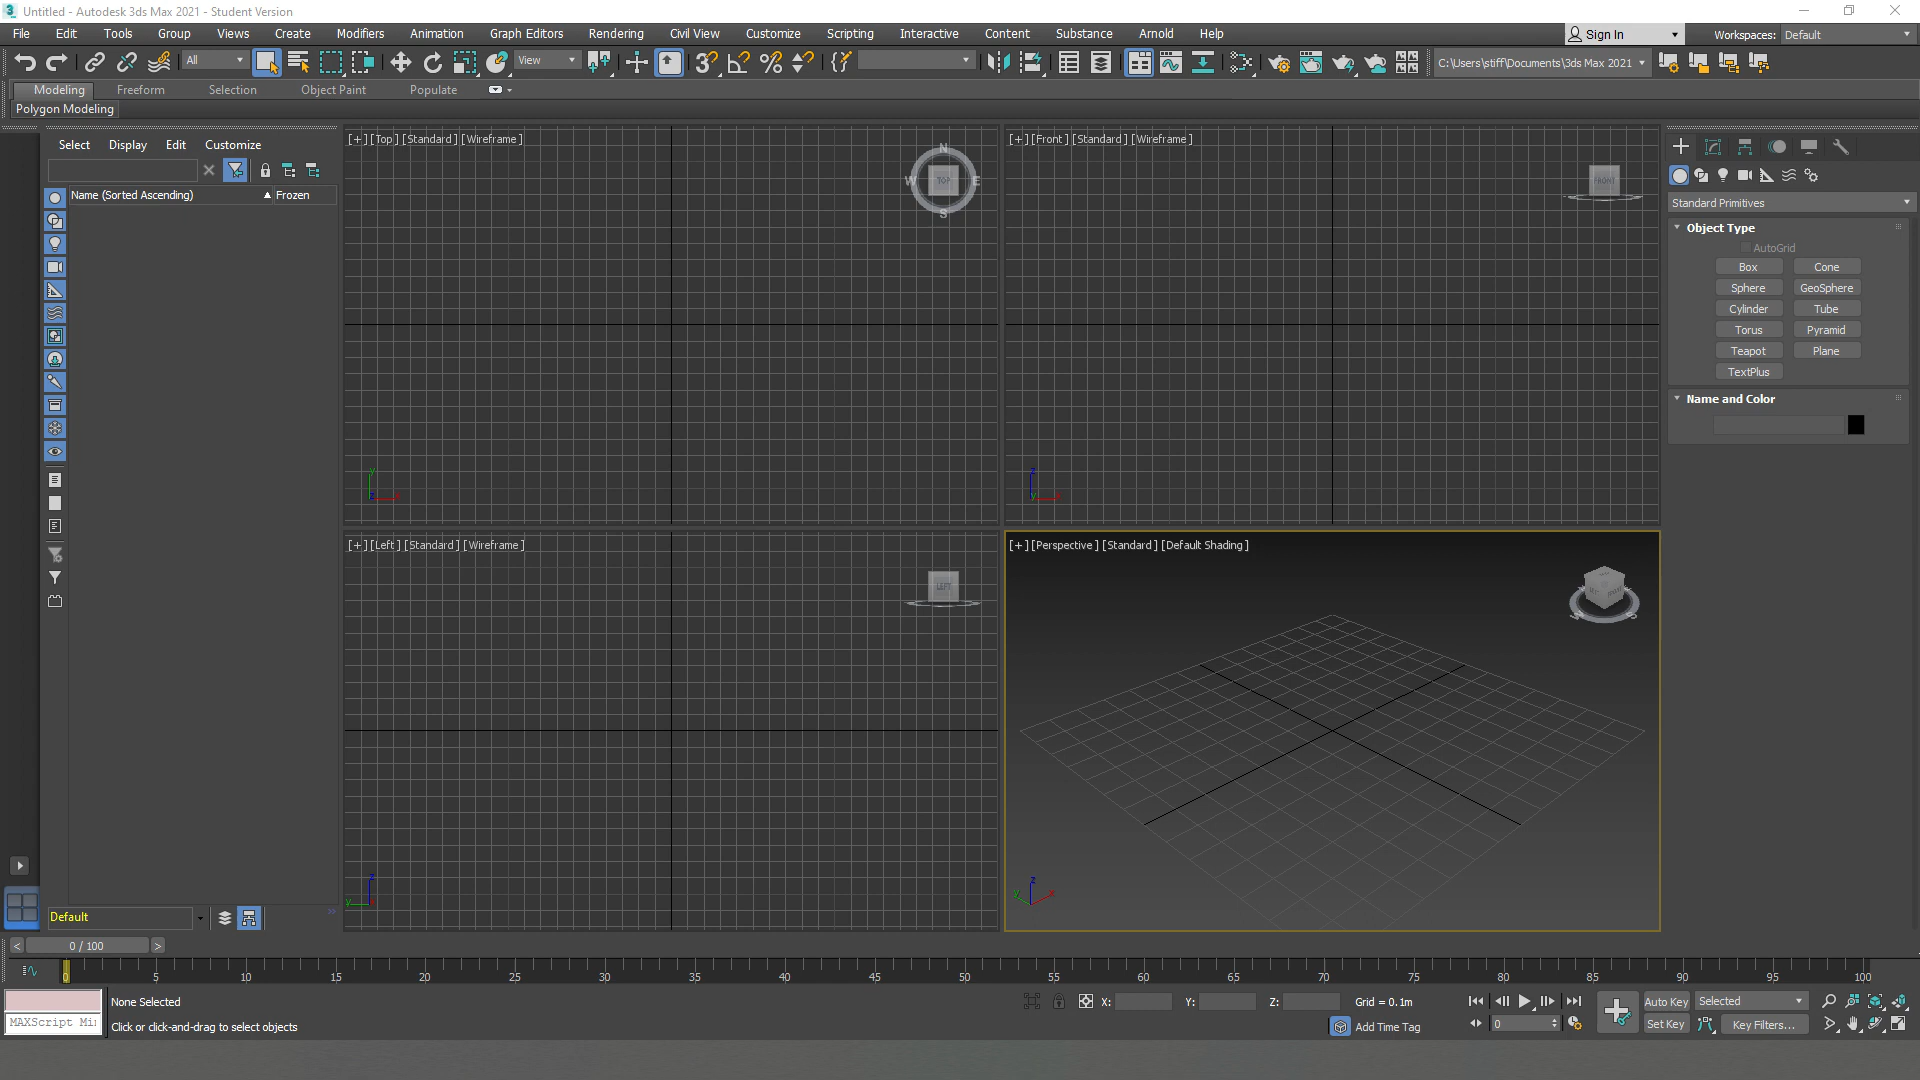 Untitled - Autodesk 3ds Max 2021 - Student Version
File Edit Tools Group Views Create Modifiers Animation Graph Editors Rendering Civil View Customize Scripting Interactive Content Substance Arnold Help Sign In Workspaces: Default
All View C:\Users\stiff\Documents\3ds Max 2021
Modeling Freeform Selection Object Paint Populate
Polygon Modeling
Select Display Edit Customize
Name (Sorted Ascending) Frozen
[+] [Top] [Standard] [Wireframe]
N
W TOP E
S
y
z x
[+] [Front] [Standard] [Wireframe]
FRONT
z
y x
[+] [Left] [Standard] [Wireframe]
LEFT
z
y x
[+] [Perspective] [Standard] [Default Shading]
z
y x
Standard Primitives
Object Type
AutoGrid
Box Cone
Sphere GeoSphere
Cylinder Tube
Torus Pyramid
Teapot Plane
TextPlus
Name and Color
Default
< 0 / 100 >
0 5 10 15 20 25 30 35 40 45 50 55 60 65 70 75 80 85 90 95 100
None Selected X: Y: Z: Grid = 0.1m Auto Key Selected
MAXScript Mi
Click or click-and-drag to select objects Add Time Tag 0 Set Key Key Filters...